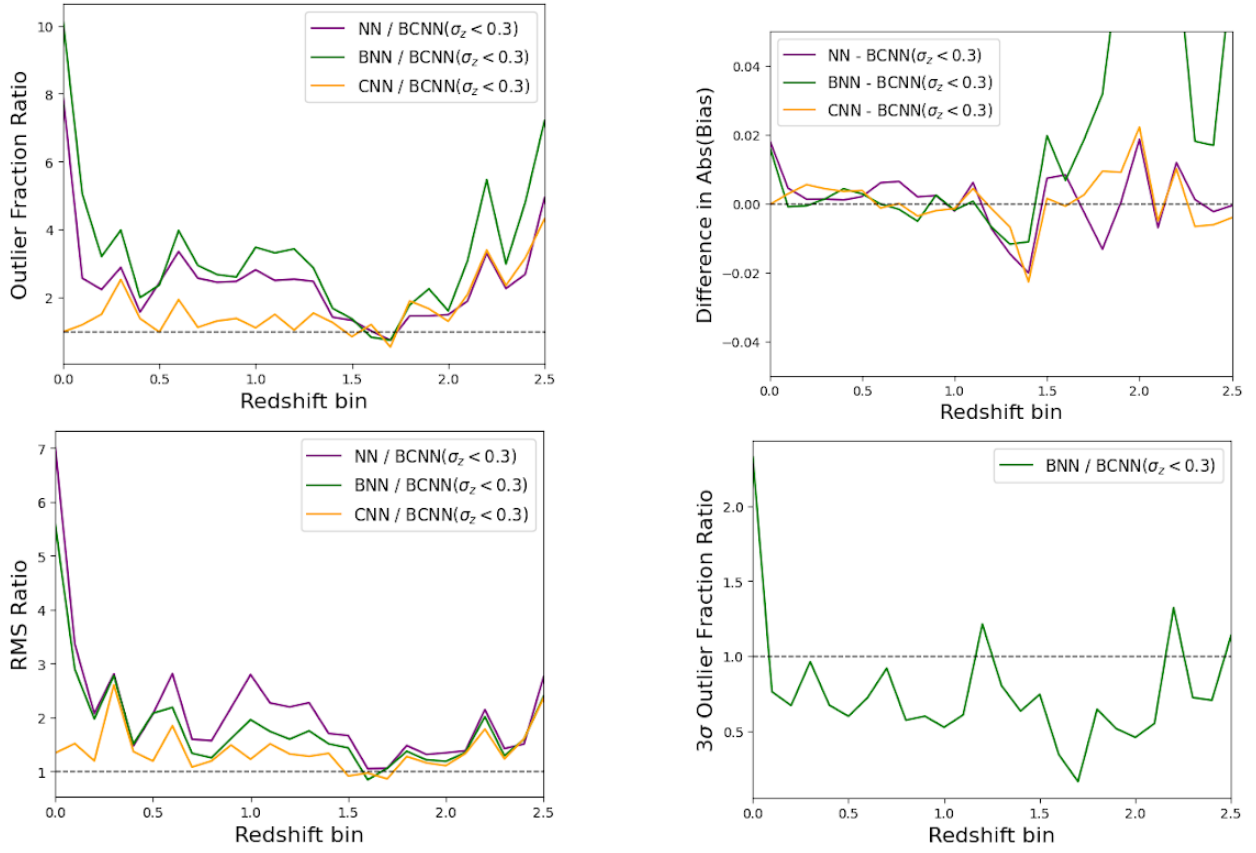 Outlier Fraction Ratio
10
8
6
4
2
NN / BCNN(σz < 0.3)
BNN / BCNN(σz < 0.3)
CNN / BCNN(σz < 0.3)
0.0 0.5 1.0 1.5 2.0 2.5
Redshift bin
Difference in Abs(Bias)
0.04
0.02
0.00
−0.02
−0.04
NN - BCNN(σz < 0.3)
BNN - BCNN(σz < 0.3)
CNN - BCNN(σz < 0.3)
0.0 0.5 1.0 1.5 2.0 2.5
Redshift bin
RMS Ratio
7
6
5
4
3
2
1
NN / BCNN(σz < 0.3)
BNN / BCNN(σz < 0.3)
CNN / BCNN(σz < 0.3)
0.0 0.5 1.0 1.5 2.0 2.5
Redshift bin
3σ Outlier Fraction Ratio
2.0
1.5
1.0
0.5
BNN / BCNN(σz < 0.3)
0.0 0.5 1.0 1.5 2.0 2.5
Redshift bin